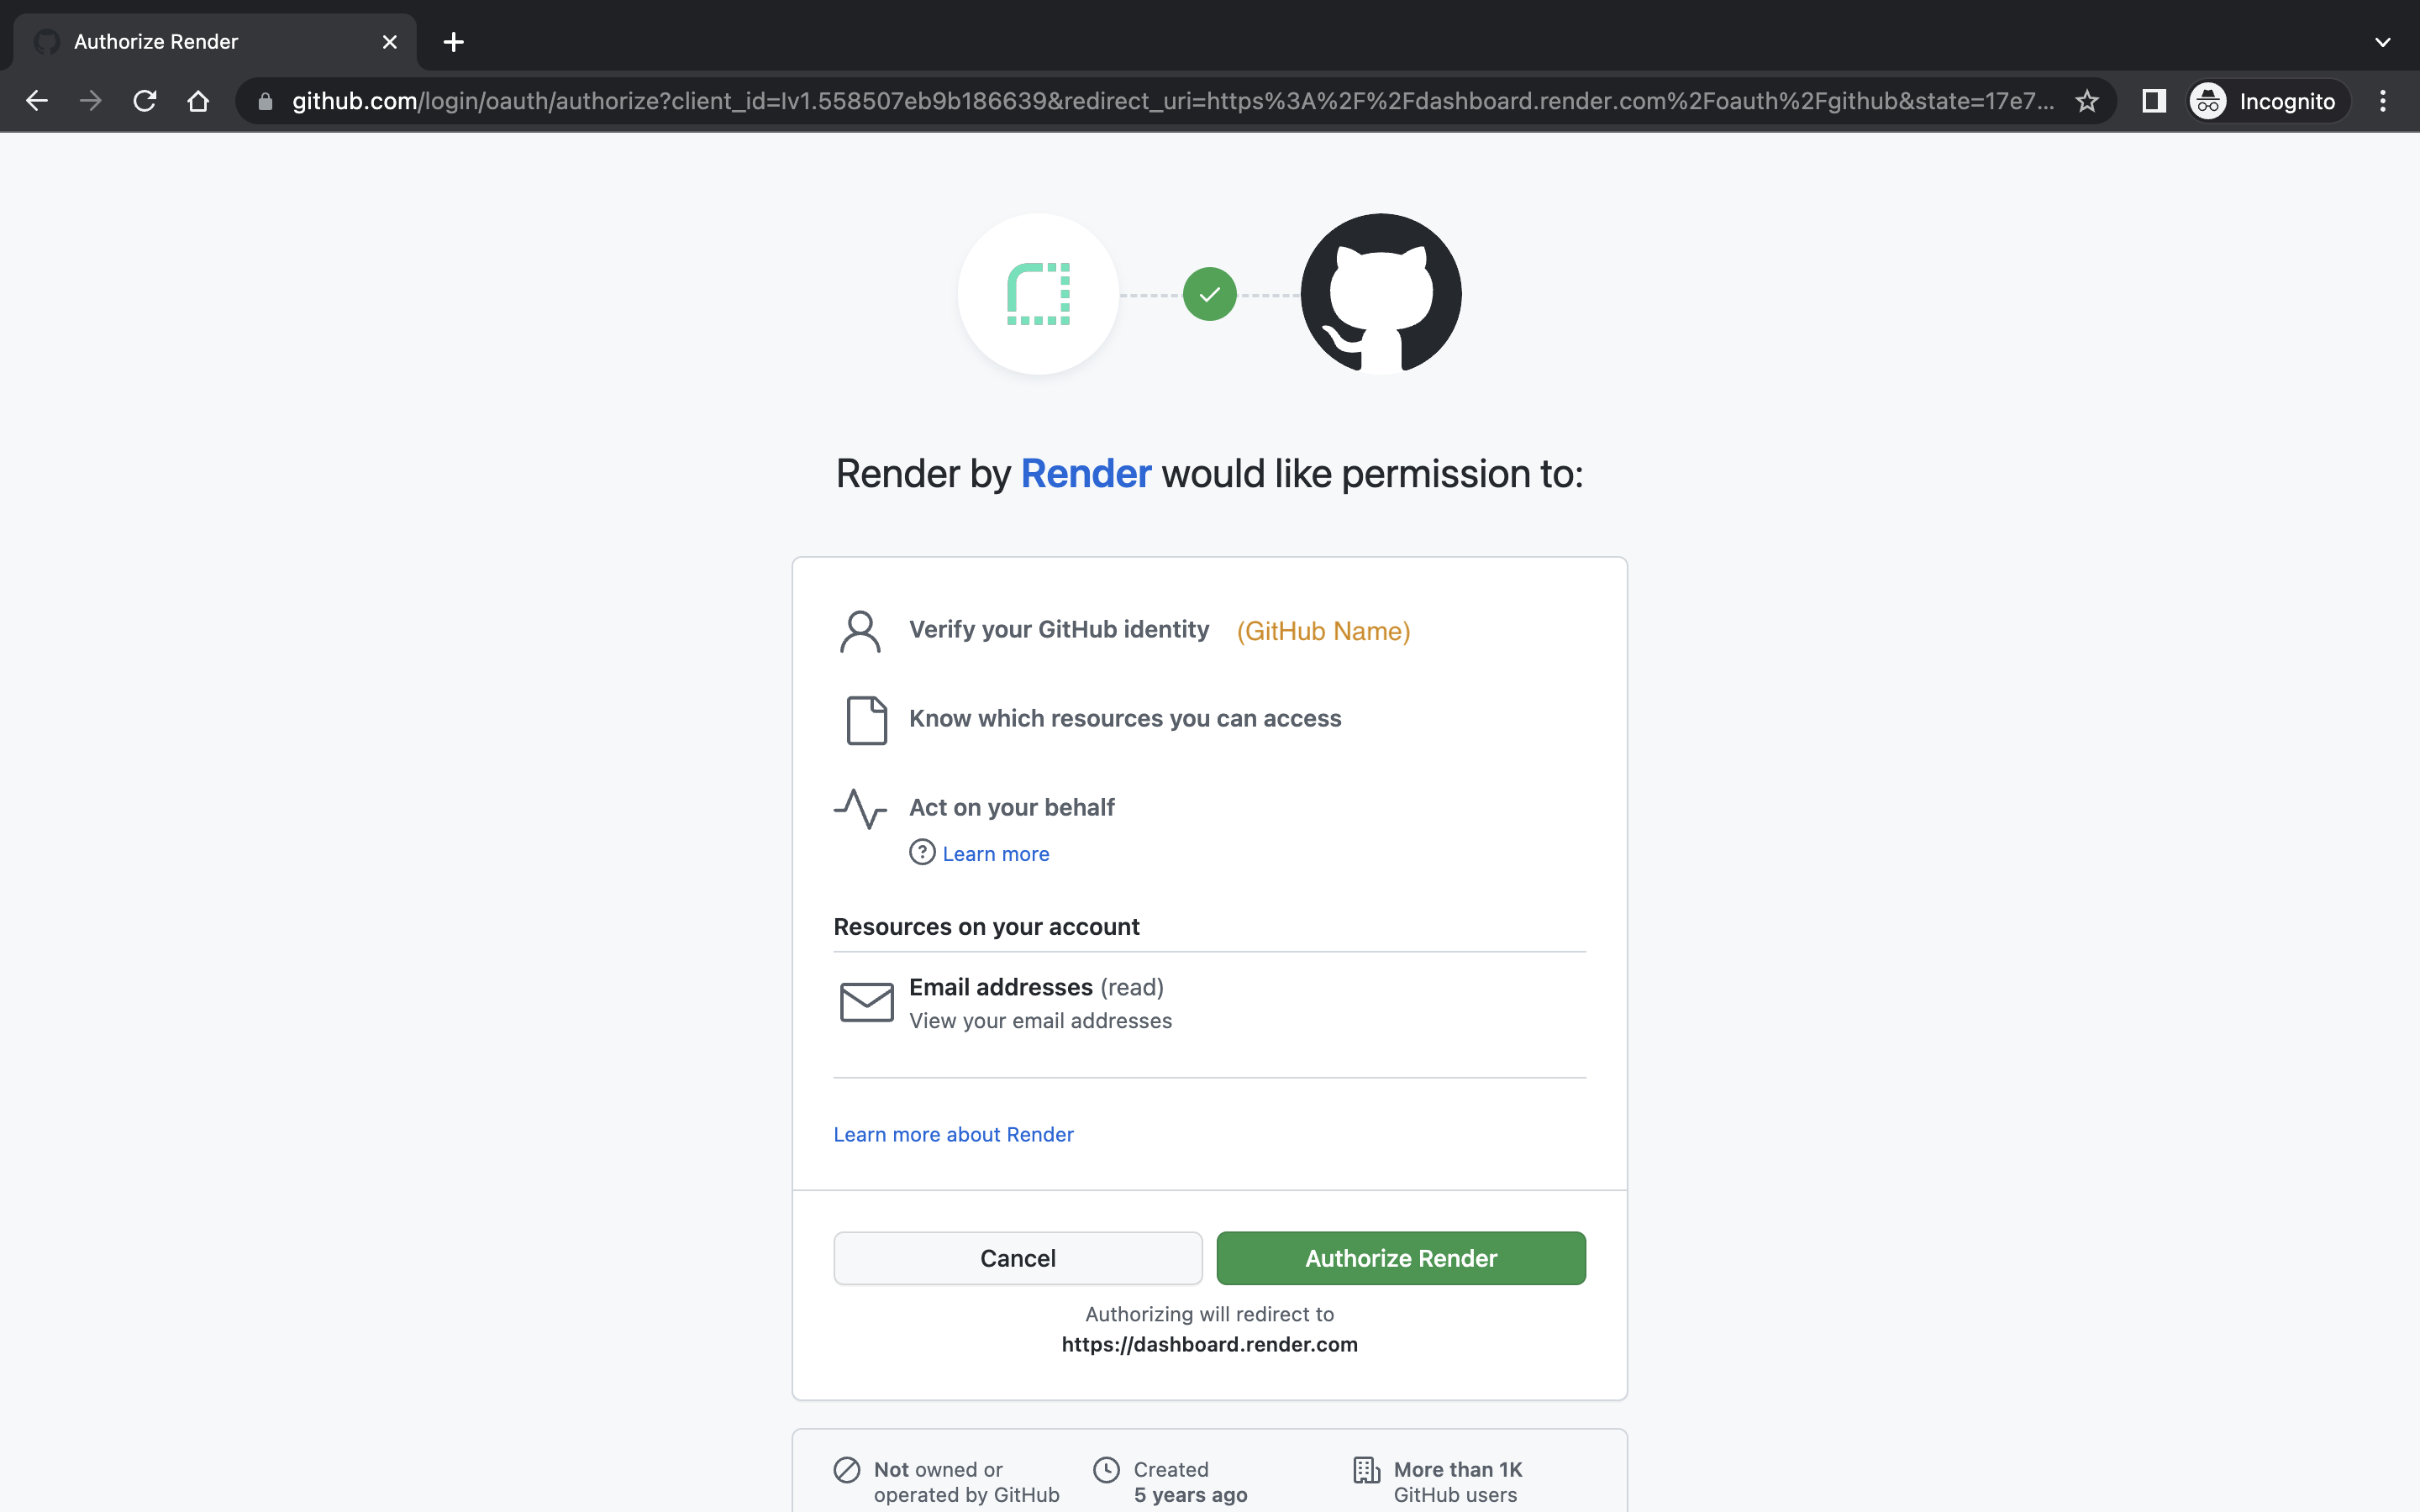 Authorize Render
github.com/login/oauth/authorize?client_id=Iv1.558507eb9b186639&redirect_uri=https%3A%2F%2Fdashboard.render.com%2Foauth%2Fgithub&state=17e7...
Incognito
Render by Render would like permission to:
Verify your GitHub identity (GitHub Name)
Know which resources you can access
Act on your behalf
Learn more
Resources on your account
Email addresses (read)
View your email addresses
Learn more about Render
Cancel
Authorize Render
Authorizing will redirect to
https://dashboard.render.com
Not owned or
operated by GitHub
Created
5 years ago
More than 1K
GitHub users